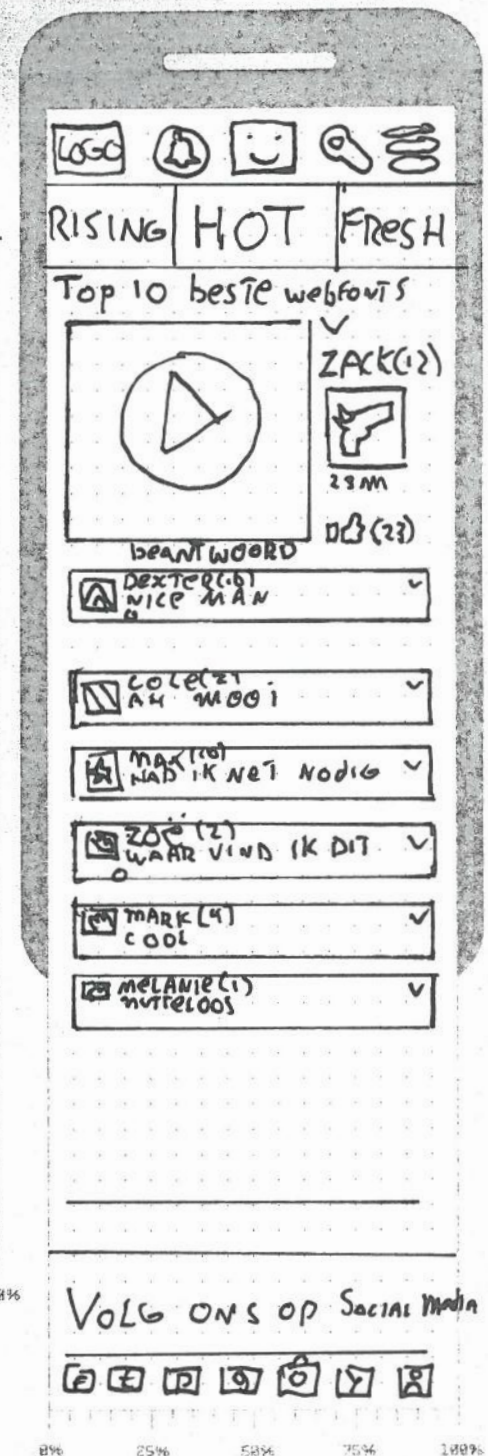 LOGO
RISING HOT FRESH
Top 10 beste webfonts
ZACK(12)
28M
(23)
beantwoord
Dexter(16)
Nice man
Cole(2)
Ah mooi
Max(10)
Had ik net nodig
Zoë(2)
Waar vind ik dit
Mark(4)
Cool
Melanie(1)
Nutteloos
Volg ons op Social Media
0% 25% 50% 75% 100%